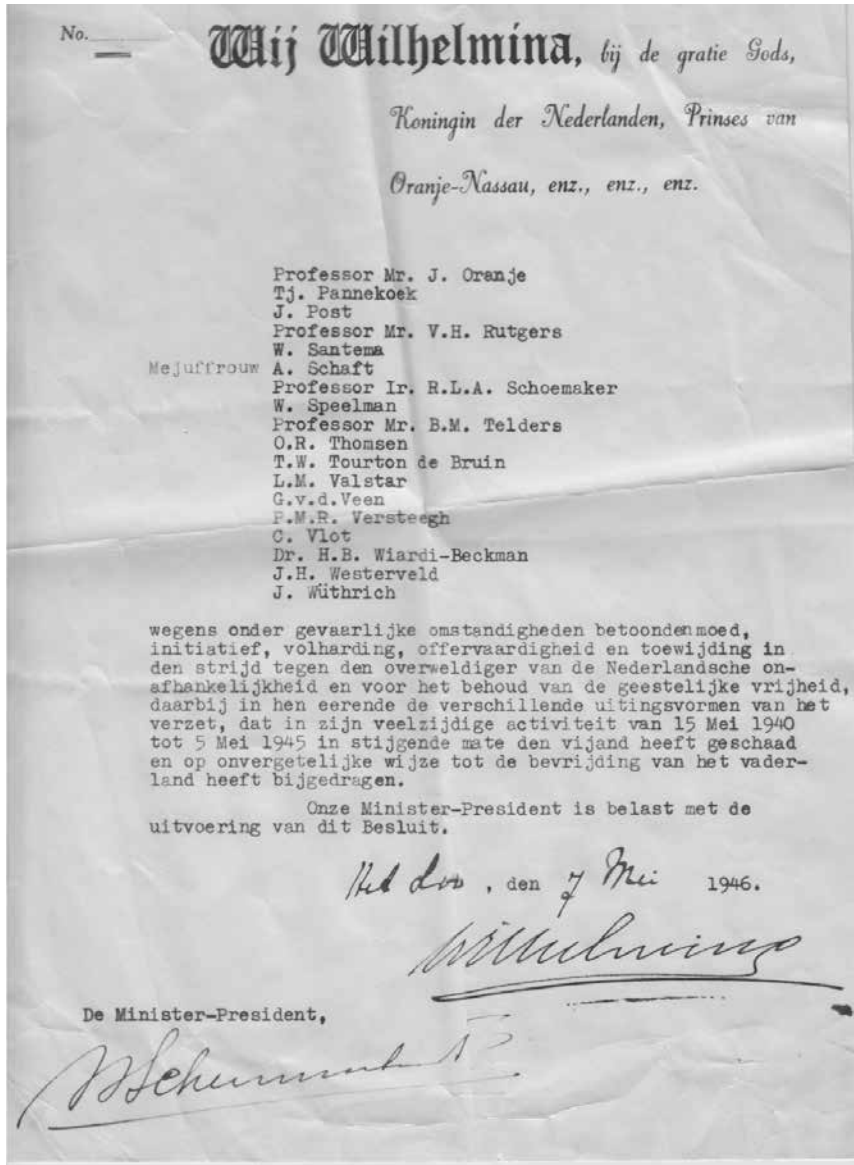 No.
Wij Wilhelmina, bij de gratie Gods,
Koningin der Nederlanden, Prinses van
Oranje-Nassau, enz., enz., enz.
Professor Mr. J. Oranje
Tj. Pannekoek
J. Post
Professor Mr. V.H. Rutgers
W. Santema
Mejuffrouw A. Schaft
Professor Ir. R.L.A. Schoemaker
W. Speelman
Professor Mr. B.M. Telders
O.R. Thomsen
T.W. Tourton de Bruin
L.M. Valstar
G.v.d.Veen
P.M.R. Versteegh
C. Vlot
Dr. H.B. Wiardi-Beckman
J.H. Westerveld
J. Wüthrich
wegens onder gevaarlijke omstandigheden betoonden moed,
initiatief, volharding, offervaardigheid en toewijding in
den strijd tegen den overweldiger van de Nederlandsche on-
afhankelijkheid en voor het behoud van de geestelijke vrijheid,
daarbij in hen eerende de verschillende uitingsvormen van het
verzet, dat in zijn veelzijdige activiteit van 15 Mei 1940
tot 5 Mei 1945 in stijgende mate den vijand heeft geschaad
en op onvergetelijke wijze tot de bevrijding van het vader-
land heeft bijgedragen.
Onze Minister-President is belast met de
uitvoering van dit Besluit.
Het Loo, den 7 Mei 1946.
Wilhelmina
De Minister-President,